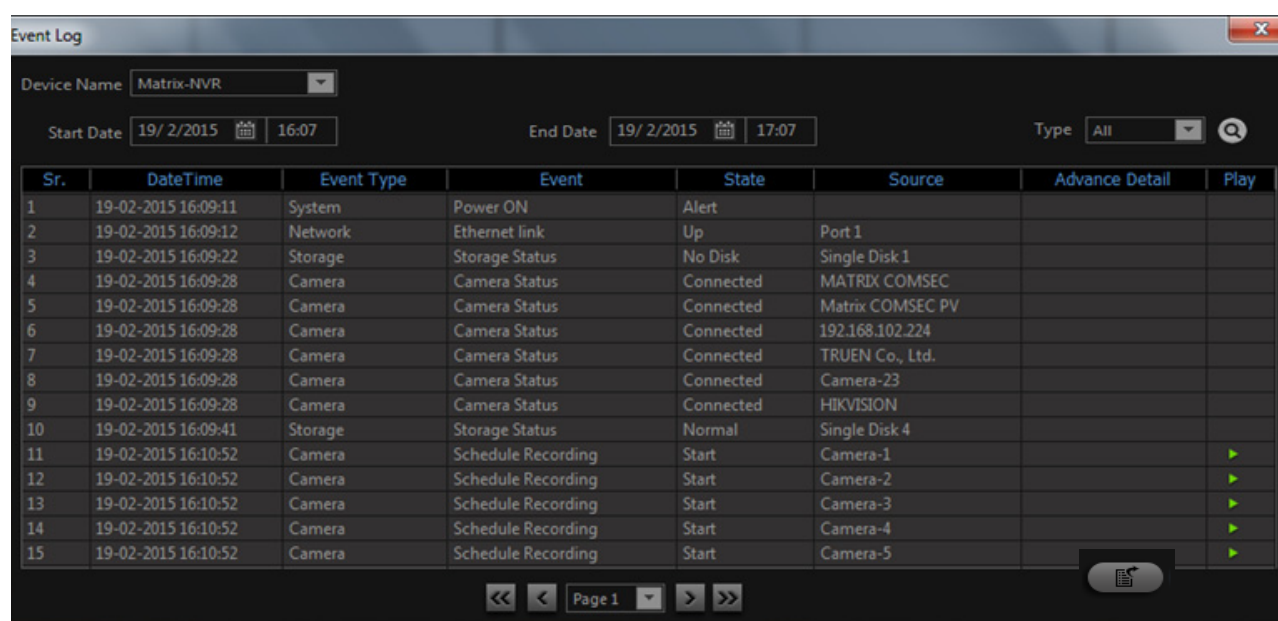 Event Log
Device Name Matrix-NVR
Start Date 19/ 2/2015 16:07 End Date 19/ 2/2015 17:07 Type All
Sr. DateTime Event Type Event State Source Advance Detail Play
1 19-02-2015 16:09:11 System Power ON Alert
2 19-02-2015 16:09:12 Network Ethernet link Up Port 1
3 19-02-2015 16:09:22 Storage Storage Status No Disk Single Disk 1
4 19-02-2015 16:09:28 Camera Camera Status Connected MATRIX COMSEC
5 19-02-2015 16:09:28 Camera Camera Status Connected Matrix COMSEC PV
6 19-02-2015 16:09:28 Camera Camera Status Connected 192.168.102.224
7 19-02-2015 16:09:28 Camera Camera Status Connected TRUEN Co., Ltd.
8 19-02-2015 16:09:28 Camera Camera Status Connected Camera-23
9 19-02-2015 16:09:28 Camera Camera Status Connected HIKVISION
10 19-02-2015 16:09:41 Storage Storage Status Normal Single Disk 4
11 19-02-2015 16:10:52 Camera Schedule Recording Start Camera-1
12 19-02-2015 16:10:52 Camera Schedule Recording Start Camera-2
13 19-02-2015 16:10:52 Camera Schedule Recording Start Camera-3
14 19-02-2015 16:10:52 Camera Schedule Recording Start Camera-4
15 19-02-2015 16:10:52 Camera Schedule Recording Start Camera-5
Page 1